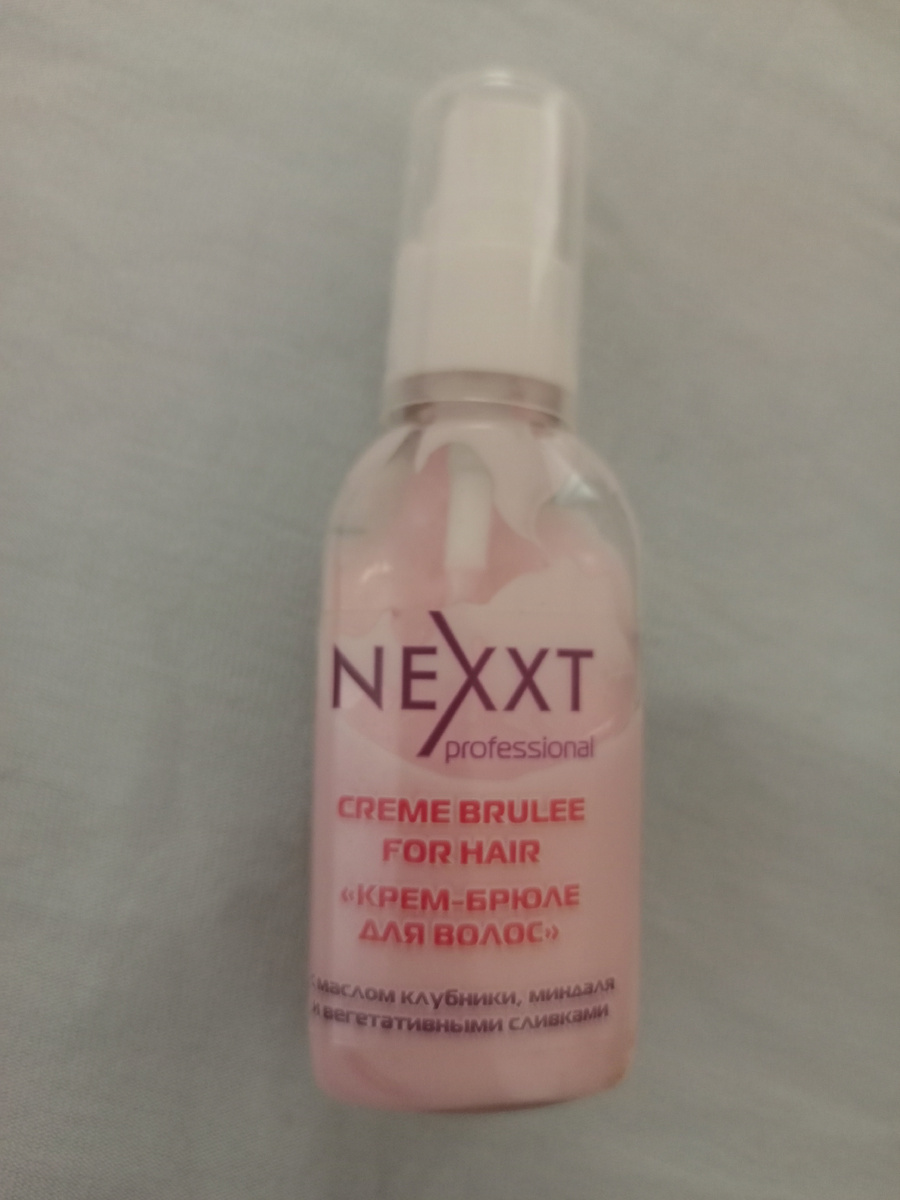 NEXXT
professional
CREME BRULEE
FOR HAIR
«КРЕМ-БРЮЛЕ
ДЛЯ ВОЛОС»
с маслом клубники, миндаля
и вегетативными сливками